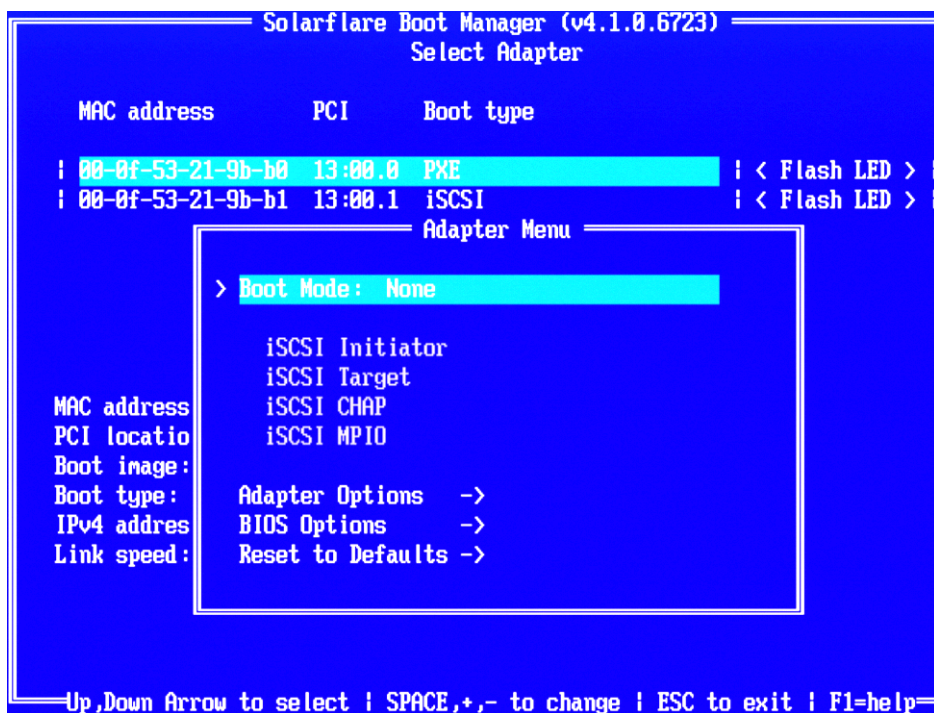 Solarflare Boot Manager (v4.1.0.6723)
Select Adapter
MAC address PCI Boot type
| 00-0f-53-21-9b-b0 13:00.0 PXE | < Flash LED > |
| 00-0f-53-21-9b-b1 13:00.1 iSCSI | < Flash LED > |
Adapter Menu
> Boot Mode: None
iSCSI Initiator
iSCSI Target
MAC address iSCSI CHAP
PCI locatio iSCSI MPIO
Boot image:
Boot type: Adapter Options ->
IPv4 addres BIOS Options ->
Link speed: Reset to Defaults ->
Up,Down Arrow to select | SPACE,+,- to change | ESC to exit | F1=help